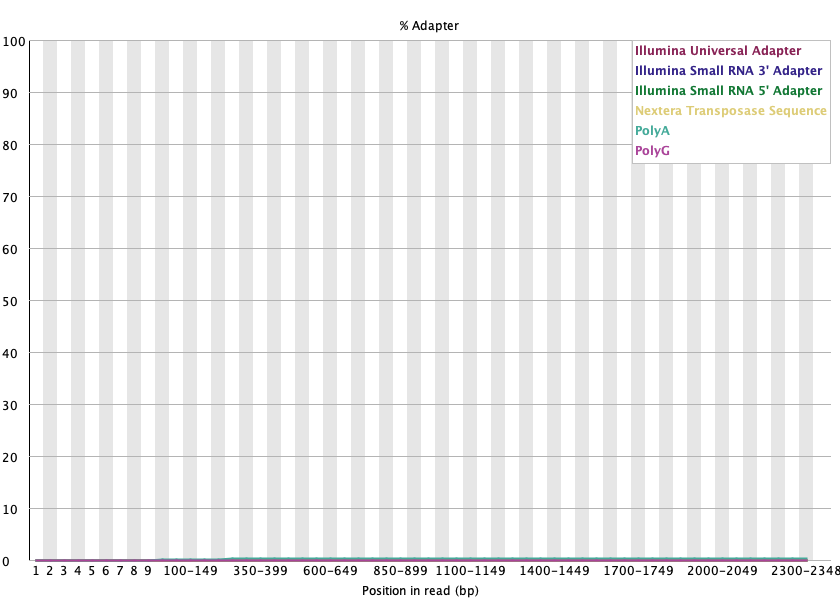 % Adapter
100
90
80
70
60
50
40
30
20
10
0
Illumina Universal Adapter
Illumina Small RNA 3' Adapter
Illumina Small RNA 5' Adapter
Nextera Transposase Sequence
PolyA
PolyG
1 2 3 4 5 6 7 8 9 100-149 350-399 600-649 850-899 1100-1149 1400-1449 1700-1749 2000-2049 2300-2348
Position in read (bp)